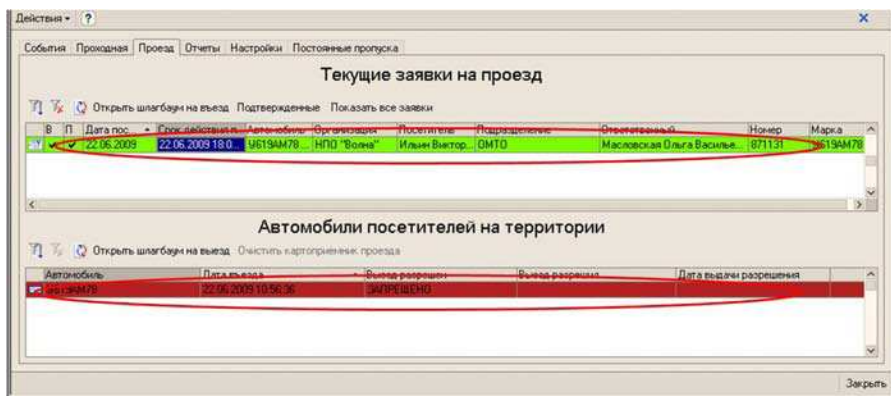 Действия ?
События Проходная Проезд Отчеты Настройки Постоянные пропуска
Текущие заявки на проезд
Открыть шлагбаум на въезд Подтвержденные Показать все заявки
В П Дата пос. Срок действия п... Автомобиль Организация Посетитель Подразделение Ответственный Номер Марка
22.06.2009 22.06.2009 18:0... У619АМ78... НПО "Волна" Ильин Виктор... ОМТО Масловская Ольга Василье... 871131 У619АМ78
Автомобили посетителей на территории
Открыть шлагбаум на выезд Очистить картоприемник проезда
Автомобиль Дата въезда Выезд разрешен Выезд разрешил Дата выдачи разрешения
У619АМ78 22.06.2009 10:56:36 ЗАПРЕЩЕНО
Закрыть